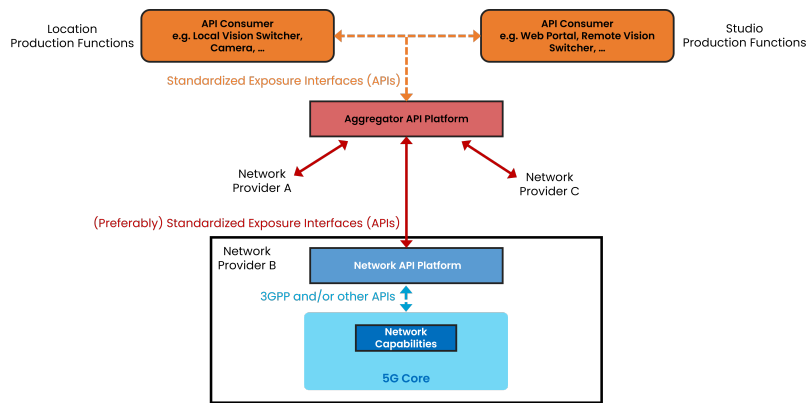 Location
Production Functions
API Consumer
e.g. Local Vision Switcher,
Camera, ...
API Consumer
e.g. Web Portal, Remote Vision
Switcher, ...
Studio
Production Functions
Standardized Exposure Interfaces (APIs)
Aggregator API Platform
Network
Provider A
Network
Provider C
(Preferably) Standardized Exposure Interfaces (APIs)
Network
Provider B
Network API Platform
3GPP and/or other APIs
Network
Capabilities
5G Core